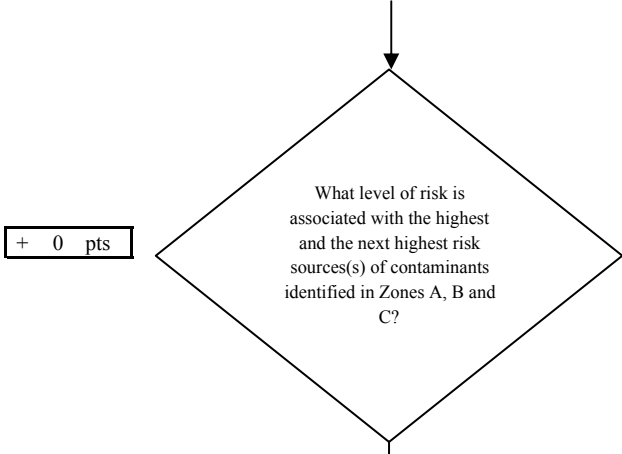 What level of risk is
associated with the highest
and the next highest risk
sources(s) of contaminants
identified in Zones A, B and
C?
+ 0 pts